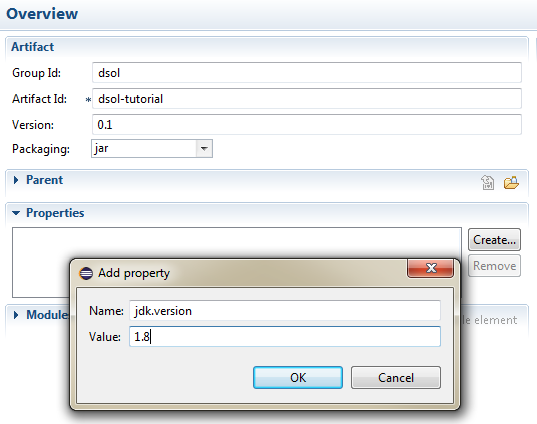 Overview
Artifact
Group Id: dsol
Artifact Id: * dsol-tutorial
Version: 0.1
Packaging: jar
Parent
Properties
Create...
Remove
Add property
Name: jdk.version
Value: 1.8
OK Cancel
Module
element